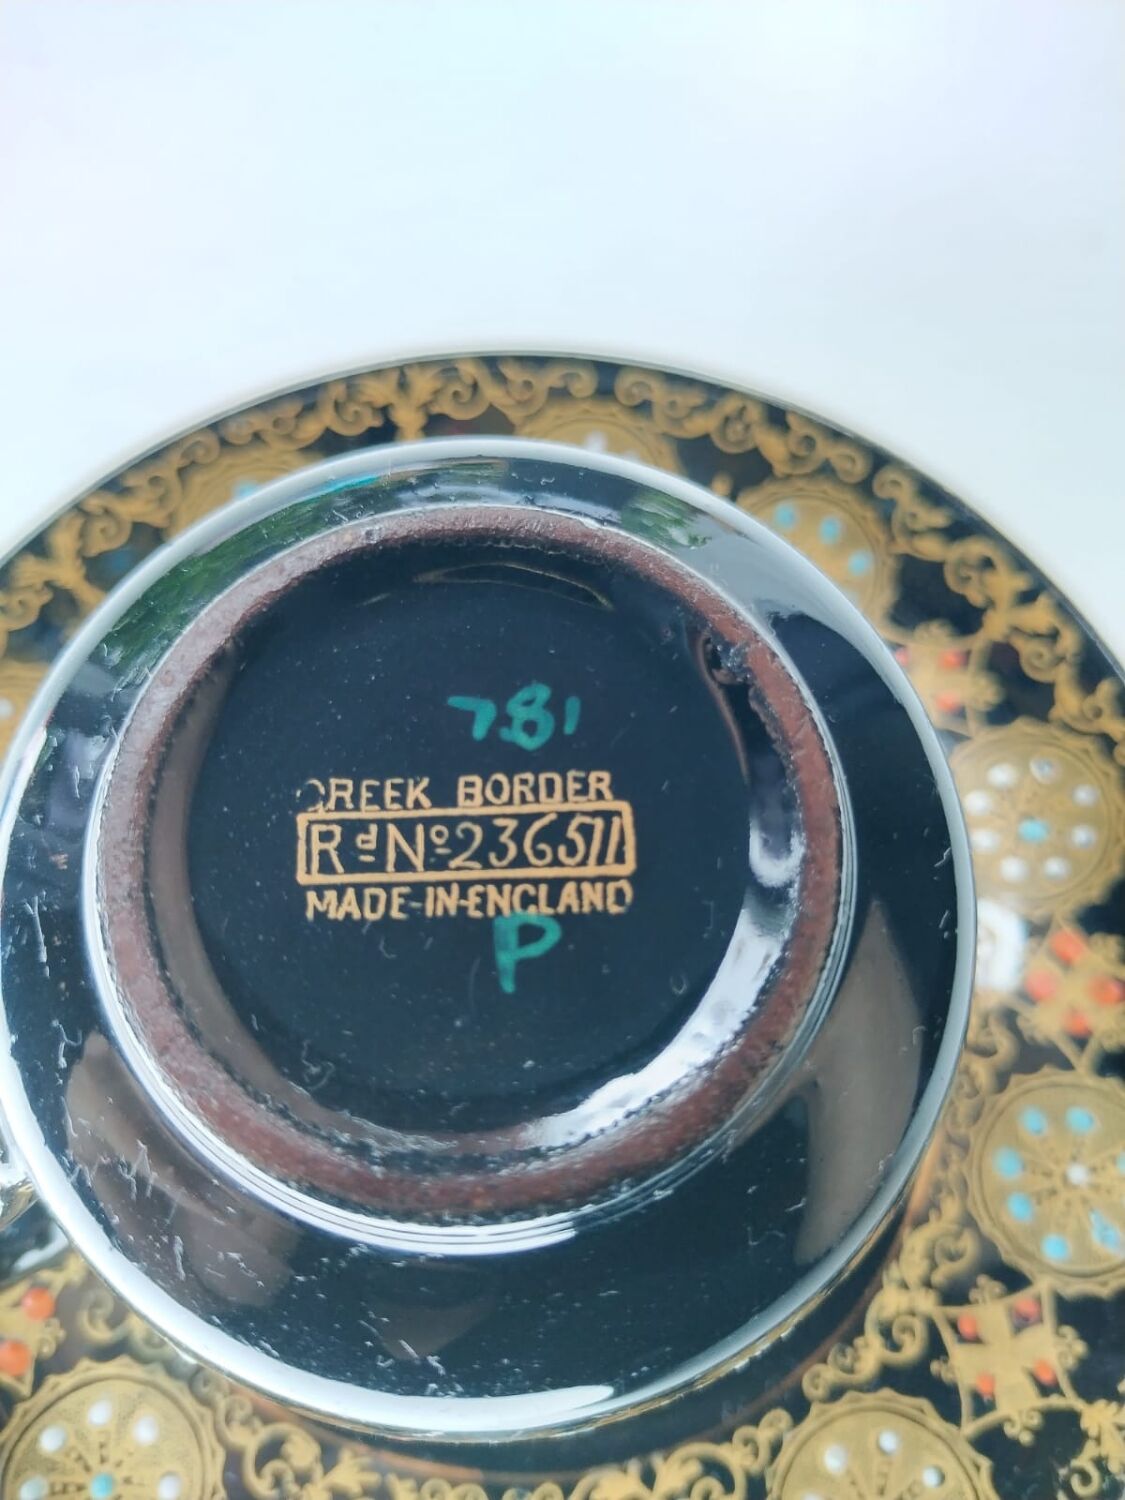 781
GREEK BORDER
Rd No 236511
MADE-IN-ENGLAND
P